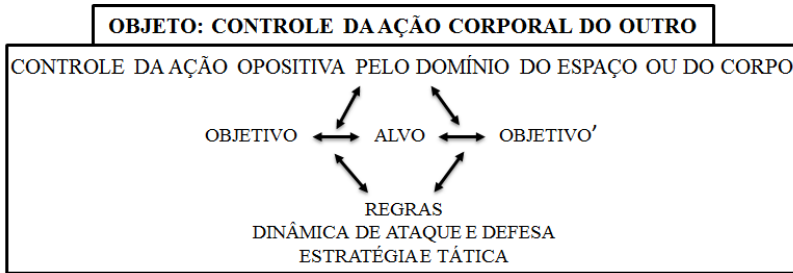 OBJETO: CONTROLE DA AÇÃO CORPORAL DO OUTRO
CONTROLE DA AÇÃO OPOSITIVA PELO DOMÍNIO DO ESPAÇO OU DO CORPO
OBJETIVO ALVO OBJETIVO’
REGRAS
DINÂMICA DE ATAQUE E DEFESA
ESTRATÉGIA E TÁTICA